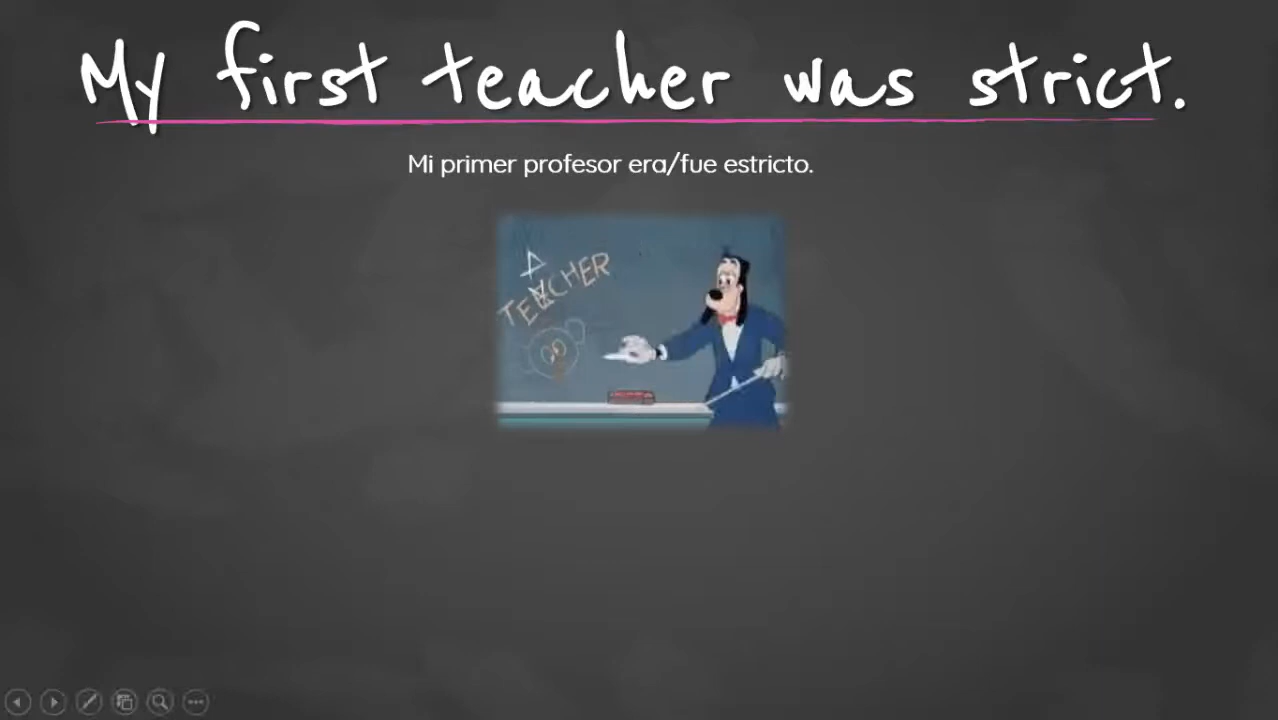 My first teacher was strict.
Mi primer profesor era/fue estricto.
A
TEACHER